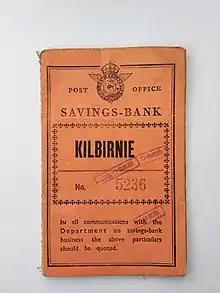 POST OFFICE
SAVINGS-BANK
KILBIRNIE
No. 5236
In all communications with the
Department on savings-bank
business the above particulars
should be quoted.